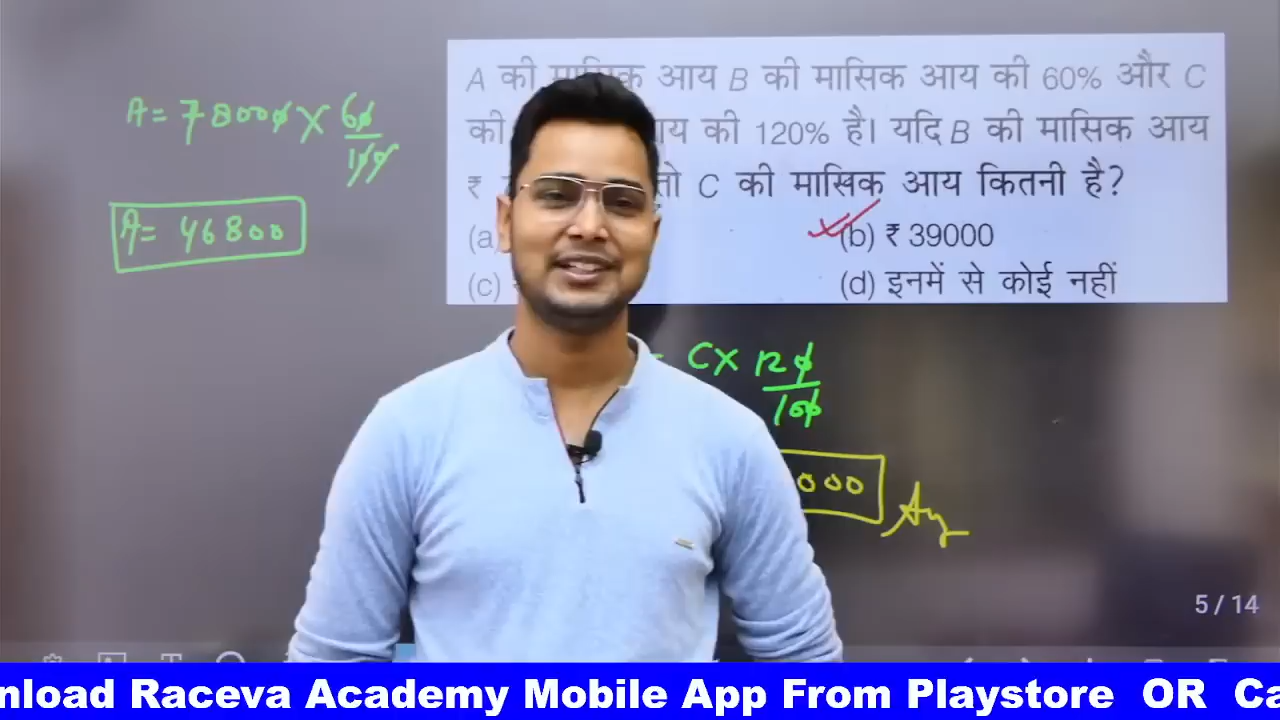 A की मासिक आय B की मासिक आय की 60% और C
की आय की 120% है। यदि B की मासिक आय
₹ तो C की मासिक आय कितनी है?
(a)
(b) ₹ 39000
(c)
(d) इनमें से कोई नहीं
A = 78000 × 60
100
A = 46800
= C × 120
100
000
Ay
5 / 14
nload Raceva Academy Mobile App From Playstore OR Ca